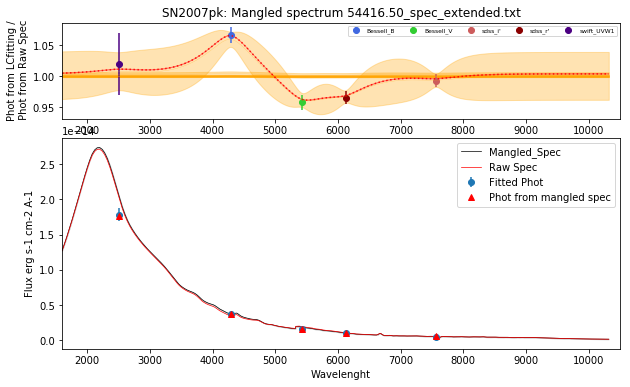 SN2007pk: Mangled spectrum 54416.50_spec_extended.txt
Phot from LCfitting /
Phot from Raw Spec
1.05
1.00
0.95
Bessell_B
Bessell_V
sdss_i'
sdss_r'
swift_UVW1
2000 3000 4000 5000 6000 7000 8000 9000 10000
1e−14
Flux erg s-1 cm-2 A-1
2.5
2.0
1.5
1.0
0.5
0.0
Mangled_Spec
Raw Spec
Fitted Phot
Phot from mangled spec
2000 3000 4000 5000 6000 7000 8000 9000 10000
Wavelenght